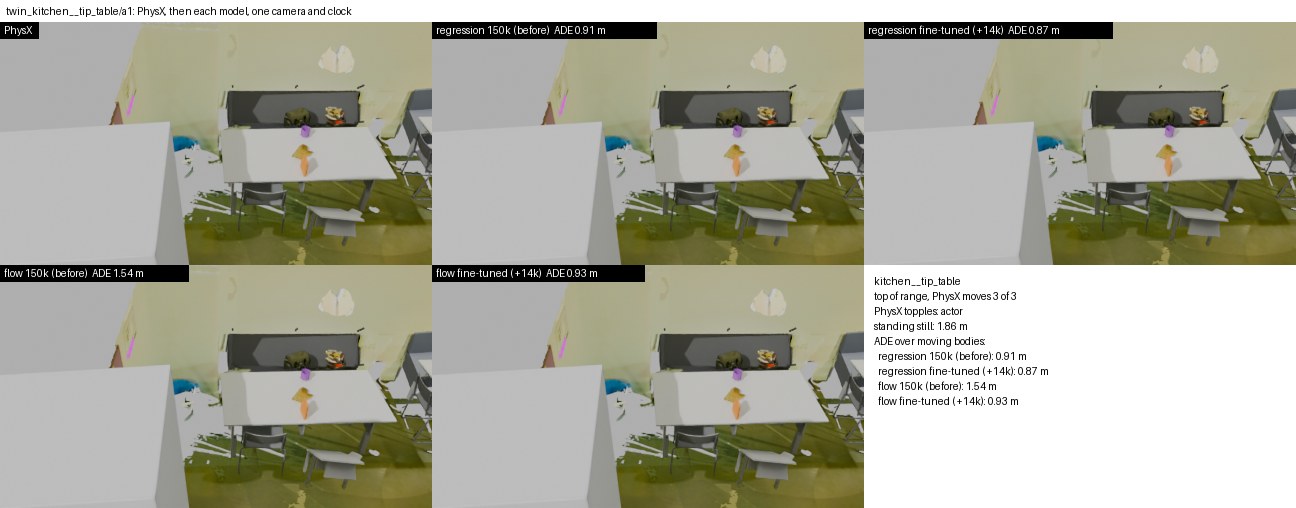 twin_kitchen__tip_table/a1: PhysX, then each model, one camera and clock
PhysX
regression 150k (before) ADE 0.91 m
regression fine-tuned (+14k) ADE 0.87 m
flow 150k (before) ADE 1.54 m
flow fine-tuned (+14k) ADE 0.93 m
kitchen__tip_table
top of range, PhysX moves 3 of 3
PhysX topples: actor
standing still: 1.86 m
ADE over moving bodies:
regression 150k (before): 0.91 m
regression fine-tuned (+14k): 0.87 m
flow 150k (before): 1.54 m
flow fine-tuned (+14k): 0.93 m